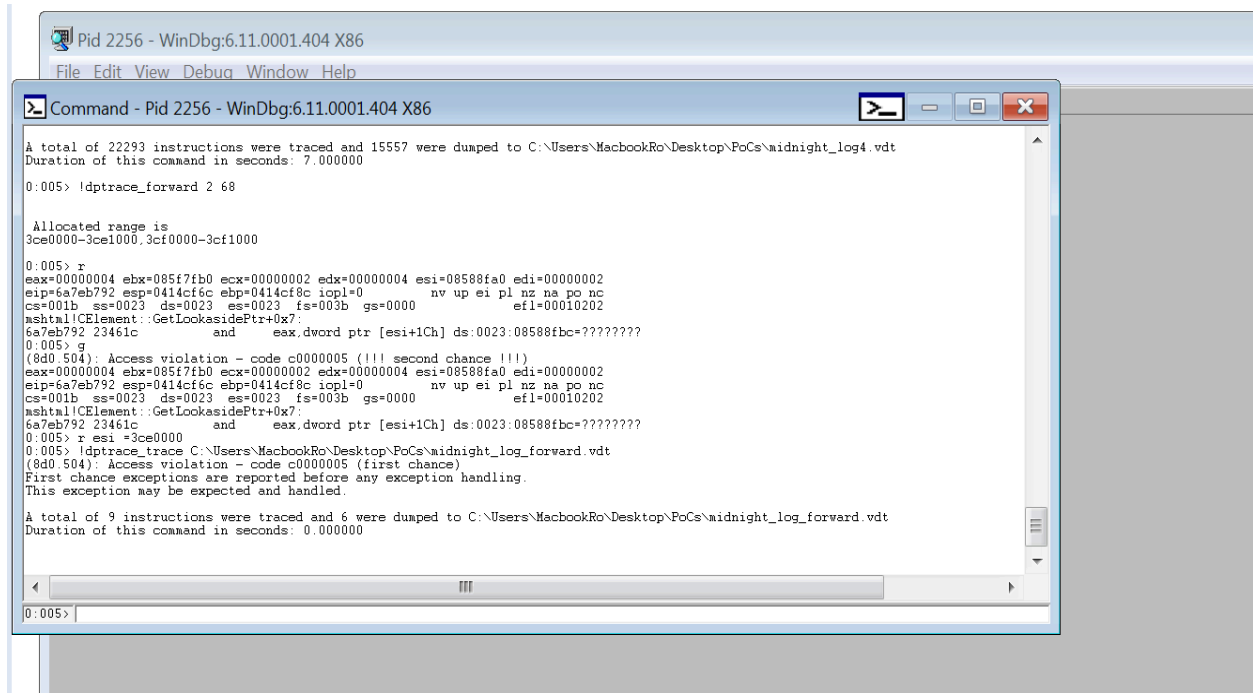 Pid 2256 - WinDbg:6.11.0001.404 X86
File Edit View Debug Window Help
Command - Pid 2256 - WinDbg:6.11.0001.404 X86
A total of 22293 instructions were traced and 15557 were dumped to C:\Users\MacbookRo\Desktop\PoCs\midnight_log4.vdt
Duration of this command in seconds: 7.000000
0:005> !dptrace_forward 2 68
Allocated range is
3ce0000-3ce1000,3cf0000-3cf1000
0:005> r
eax=00000004 ebx=085f7fb0 ecx=00000002 edx=00000004 esi=08588fa0 edi=00000002
eip=6a7eb792 esp=0414cf6c ebp=0414cf8c iopl=0 nv up ei pl nz na po nc
cs=001b ss=0023 ds=0023 es=0023 fs=003b gs=0000 efl=00010202
mshtml!CElement::GetLookasidePtr+0x7:
6a7eb792 23461c and eax,dword ptr [esi+1Ch] ds:0023:08588fbc=????????
0:005> g
(8d0.504): Access violation - code c0000005 (!!! second chance !!!)
eax=00000004 ebx=085f7fb0 ecx=00000002 edx=00000004 esi=08588fa0 edi=00000002
eip=6a7eb792 esp=0414cf6c ebp=0414cf8c iopl=0 nv up ei pl nz na po nc
cs=001b ss=0023 ds=0023 es=0023 fs=003b gs=0000 efl=00010202
mshtml!CElement::GetLookasidePtr+0x7:
6a7eb792 23461c and eax,dword ptr [esi+1Ch] ds:0023:08588fbc=????????
0:005> r esi =3ce0000
0:005> !dptrace_trace C:\Users\MacbookRo\Desktop\PoCs\midnight_log_forward.vdt
(8d0.504): Access violation - code c0000005 (first chance)
First chance exceptions are reported before any exception handling.
This exception may be expected and handled.
A total of 9 instructions were traced and 6 were dumped to C:\Users\MacbookRo\Desktop\PoCs\midnight_log_forward.vdt
Duration of this command in seconds: 0.000000
0:005>